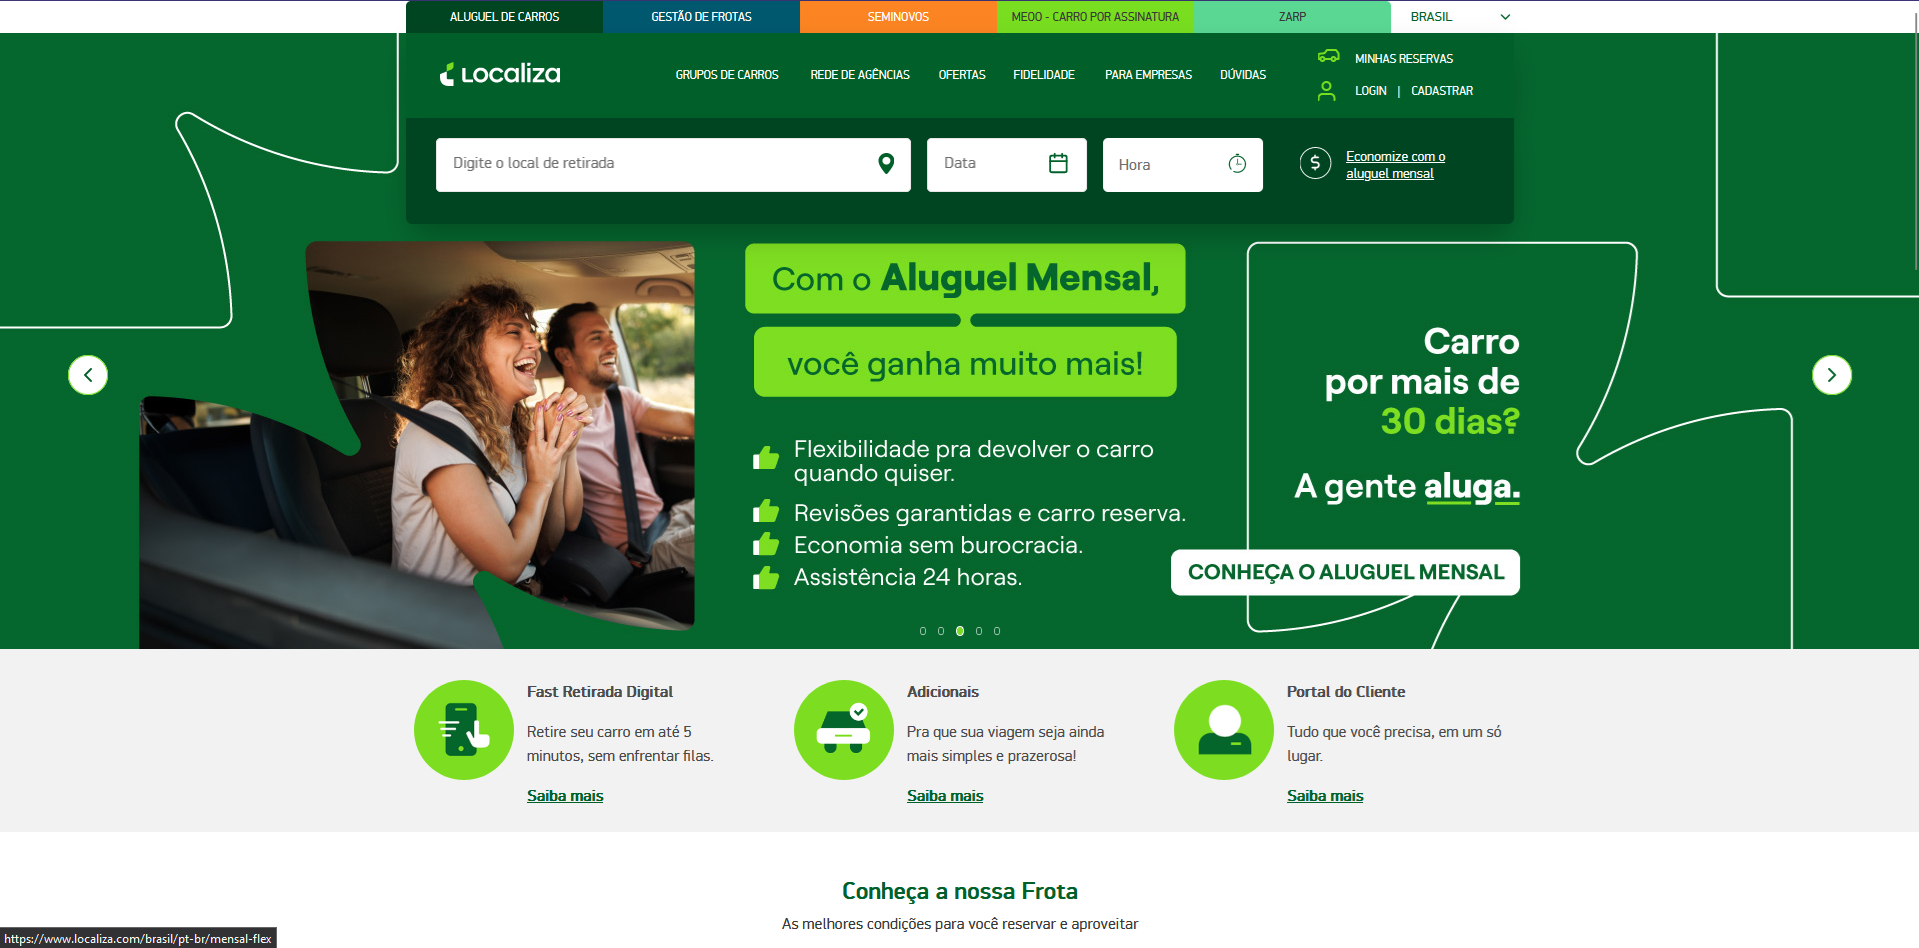 ALUGUEL DE CARROS
GESTÃO DE FROTAS
SEMINOVOS
MEOO - CARRO POR ASSINATURA
ZARP
BRASIL
Localiza
GRUPOS DE CARROS
REDE DE AGÊNCIAS
OFERTAS
FIDELIDADE
PARA EMPRESAS
DÚVIDAS
MINHAS RESERVAS
LOGIN | CADASTRAR
Digite o local de retirada
Data
Hora
Economize com o
aluguel mensal
Com o Aluguel Mensal,
você ganha muito mais!
Flexibilidade pra devolver o carro
quando quiser.
Revisões garantidas e carro reserva.
Economia sem burocracia.
Assistência 24 horas.
Carro
por mais de
30 dias?
A gente aluga.
CONHEÇA O ALUGUEL MENSAL
Fast Retirada Digital
Retire seu carro em até 5
minutos, sem enfrentar filas.
Saiba mais
Adicionais
Pra que sua viagem seja ainda
mais simples e prazerosa!
Saiba mais
Portal do Cliente
Tudo que você precisa, em um só
lugar.
Saiba mais
Conheça a nossa Frota
As melhores condições para você reservar e aproveitar
https://www.localiza.com/brasil/pt-br/mensal-flex